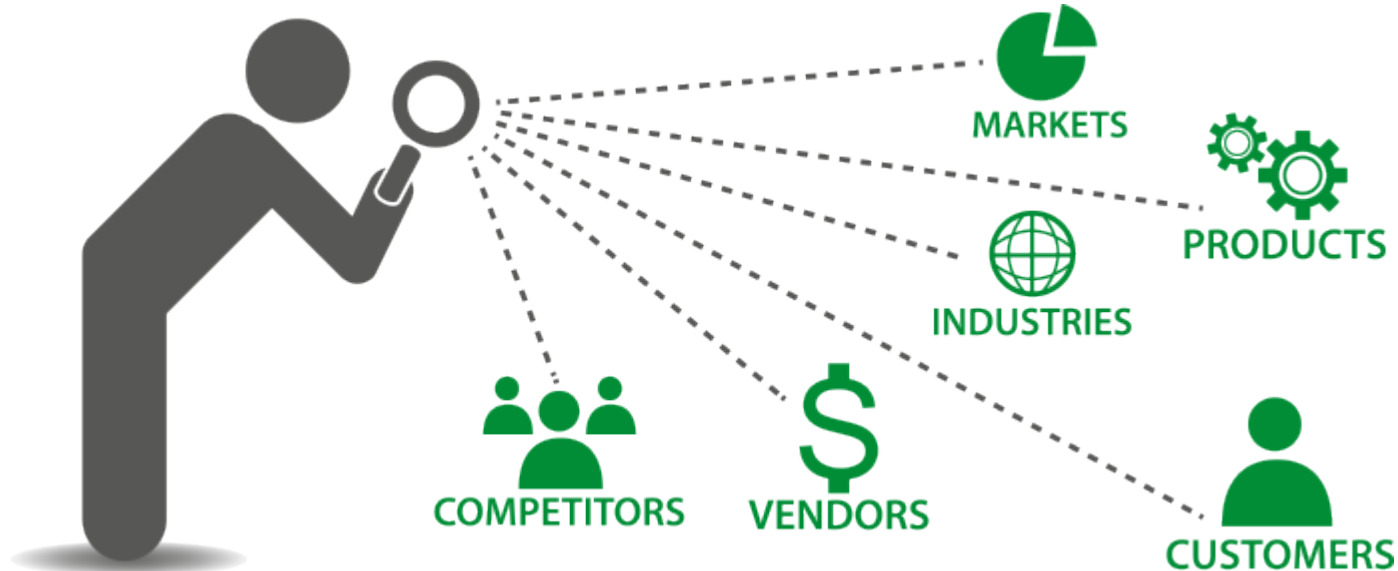 MARKETS
PRODUCTS
INDUSTRIES
COMPETITORS
VENDORS
CUSTOMERS